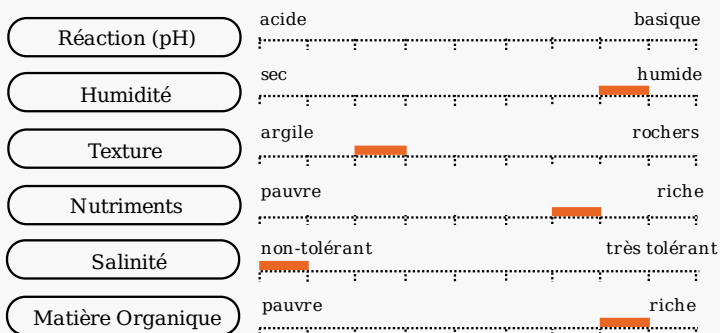 Réaction (pH) acide basique
Humidité sec humide
Texture argile rochers
Nutriments pauvre riche
Salinité non-tolérant très tolérant
Matière Organique pauvre riche